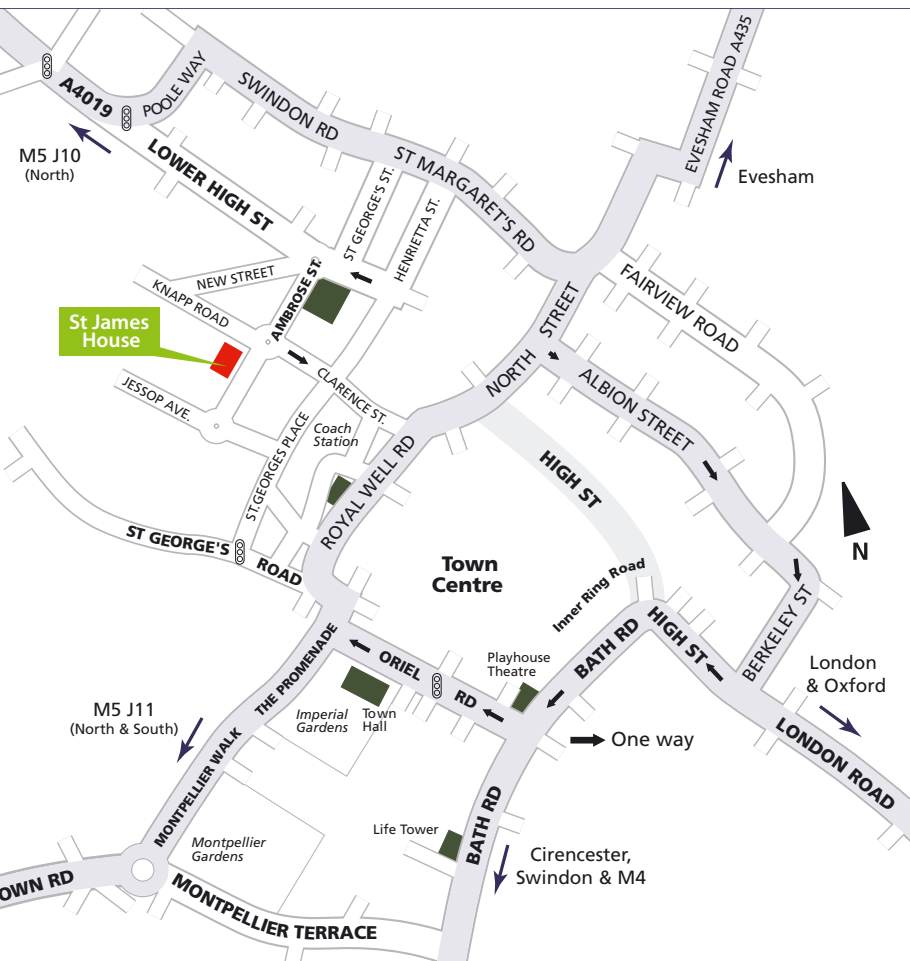 EVESHAM ROAD A435
POOLE WAY
A4019
SWINDON RD
M5 J10
(North)
LOWER HIGH ST
ST MARGARET'S RD
ST GEORGE'S ST.
HENRIETTA ST.
Evesham
NEW STREET
KNAPP ROAD
AMBROSE ST.
FAIRVIEW ROAD
St James
House
NORTH STREET
JESSOP AVE.
CLARENCE ST.
ALBION STREET
Coach
Station
ST.GEORGES PLACE
ROYAL WELL RD
HIGH ST
N
ST GEORGE'S ROAD
Town
Centre
Inner Ring Road
BERKELEY ST
BATH RD
HIGH ST
THE PROMENADE
ORIEL RD
Playhouse
Theatre
London
& Oxford
M5 J11
(North & South)
Imperial
Gardens
Town
Hall
One way
LONDON ROAD
MONTPELLIER WALK
Life Tower
BATH RD
Montpellier
Gardens
Cirencester,
Swindon & M4
OWN RD
MONTPELLIER TERRACE